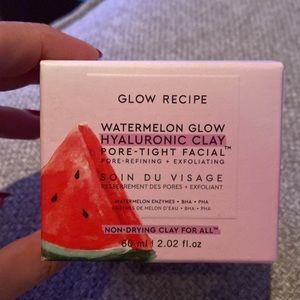 GLOW RECIPE
WATERMELON GLOW
HYALURONIC CLAY
PORE-TIGHT FACIAL™
PORE-REFINING + EXFOLIATING
SOIN DU VISAGE
RESSERREMENT DES PORES + EXFOLIANT
WATERMELON ENZYMES • BHA • PHA
ENZYMES DE MELON D'EAU • BHA • PHA
NON-DRYING CLAY FOR ALL™
60 ml | 2.02 fl.oz